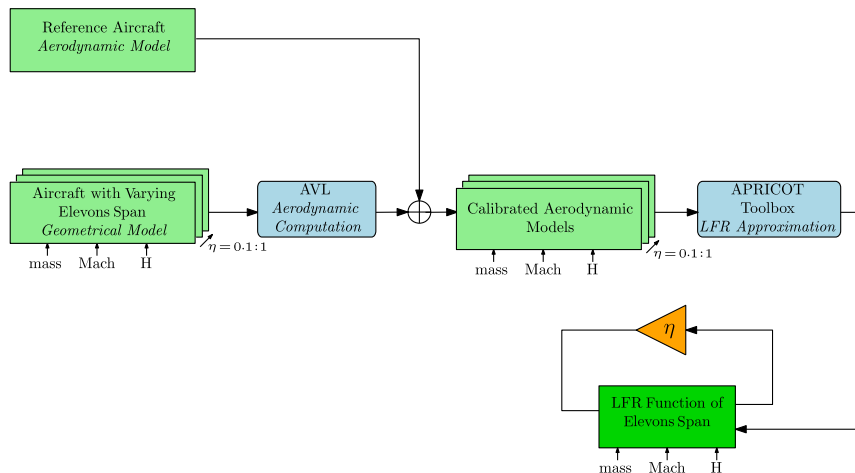 Reference Aircraft
Aerodynamic Model
Aircraft with Varying
Elevons Span
Geometrical Model
mass Mach H
η = 0.1 : 1
AVL
Aerodynamic
Computation
Calibrated Aerodynamic
Models
mass Mach H
η = 0.1 : 1
APRICOT
Toolbox
LFR Approximation
η
LFR Function of
Elevons Span
mass Mach H